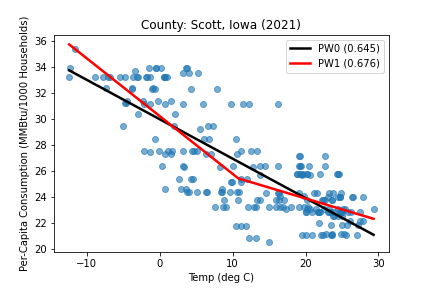 County: Scott, Iowa (2021)
Per-Capita Consumption (MMBtu/1000 Households)
36
34
32
30
28
26
24
22
20
PW0 (0.645)
PW1 (0.676)
−10
0
10
20
30
Temp (deg C)